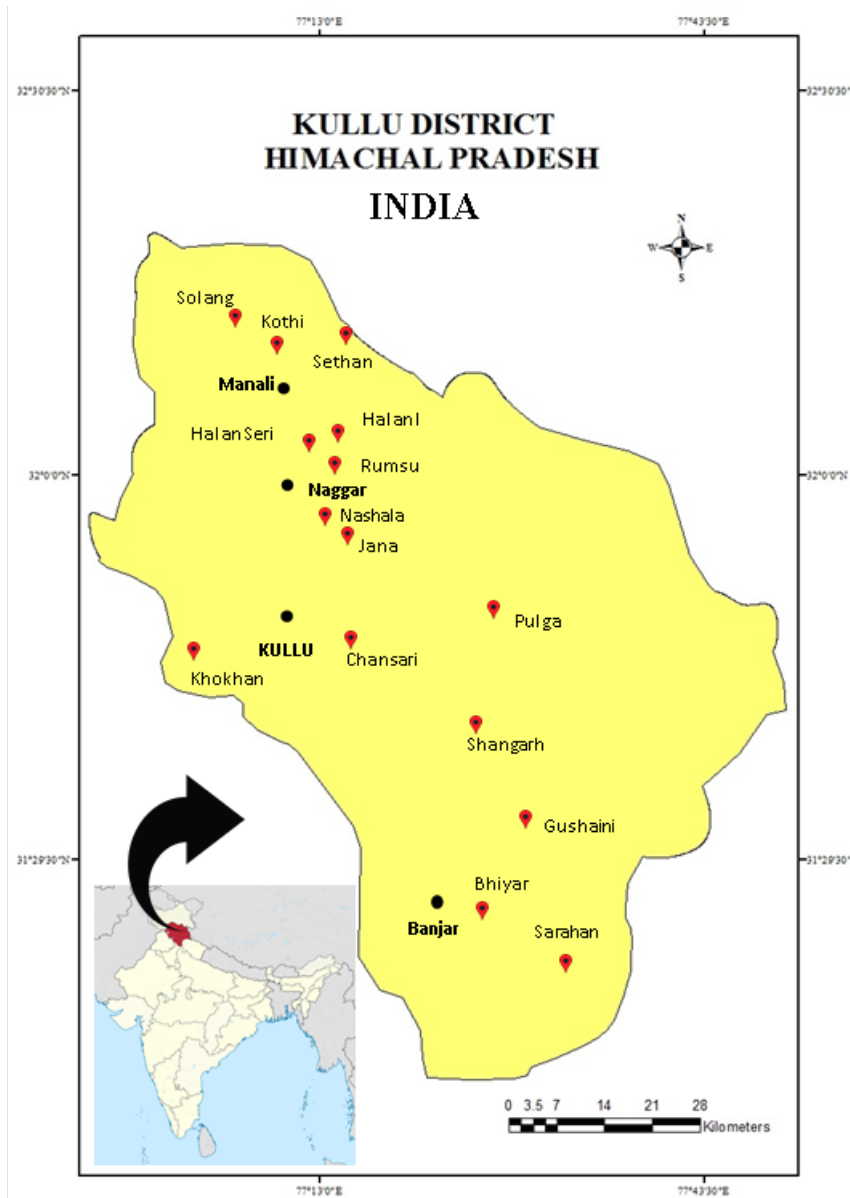 77°13'0"E
77°43'30"E
32°30'30"N
32°30'30"N
KULLU DISTRICT
HIMACHAL PRADESH
INDIA
N
W
E
S
Solang
Kothi
Sethan
Manali
Halan I
Halan Seri
Rumsu
32°0'0"N
32°0'0"N
Naggar
Nashala
Jana
Pulga
KULLU
Chansari
Khokhan
Shangarh
Gushaini
31°29'30"N
31°29'30"N
Bhiyar
Banjar
Sarahan
0 3.5 7 14 21 28
Kilometers
77°13'0"E
77°43'30"E